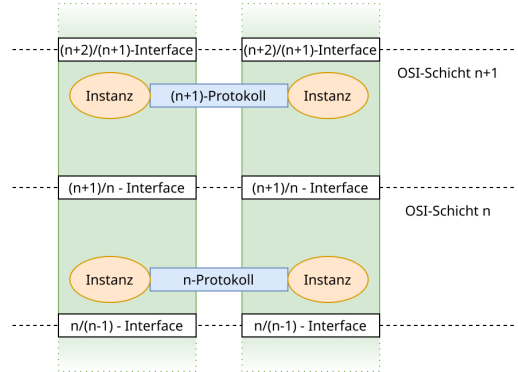 (n+2)/(n+1)-Interface (n+2)/(n+1)-Interface
OSI-Schicht n+1
Instanz (n+1)-Protokoll Instanz
(n+1)/n - Interface (n+1)/n - Interface
OSI-Schicht n
Instanz n-Protokoll Instanz
n/(n-1) - Interface n/(n-1) - Interface